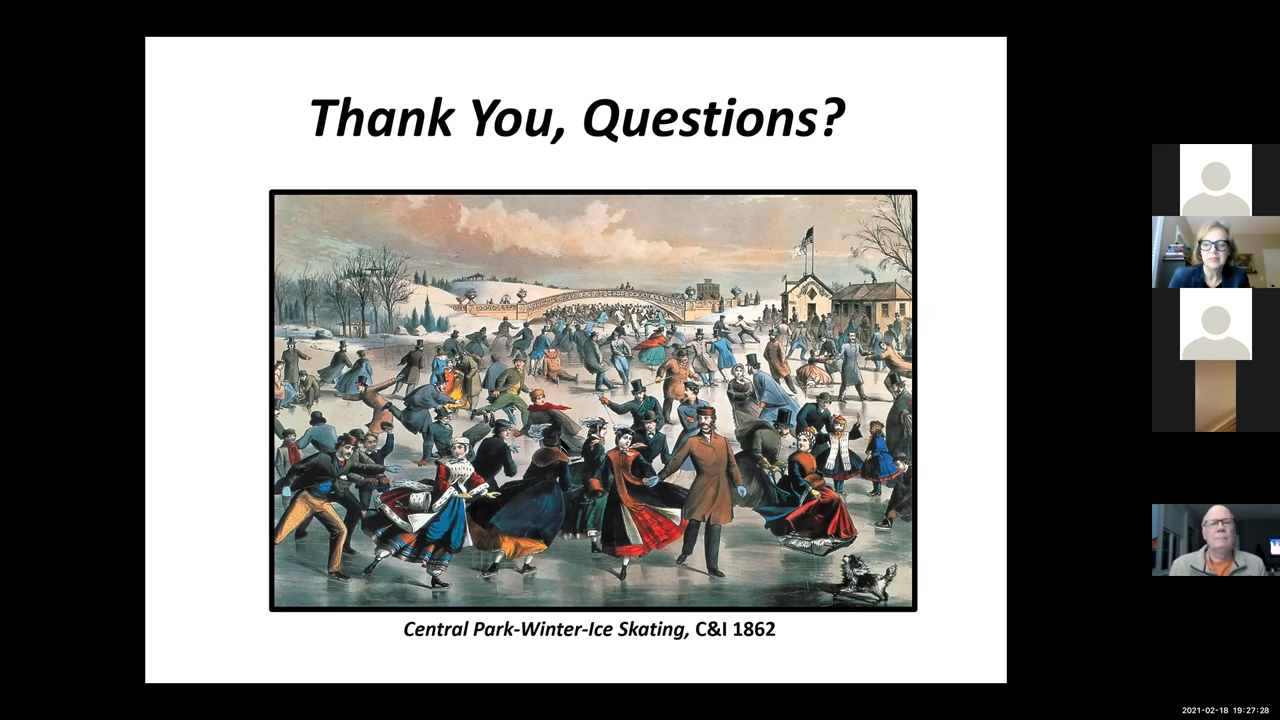 Thank You, Questions?
Central Park-Winter-Ice Skating, C&I 1862
2021-02-18 19:27:28